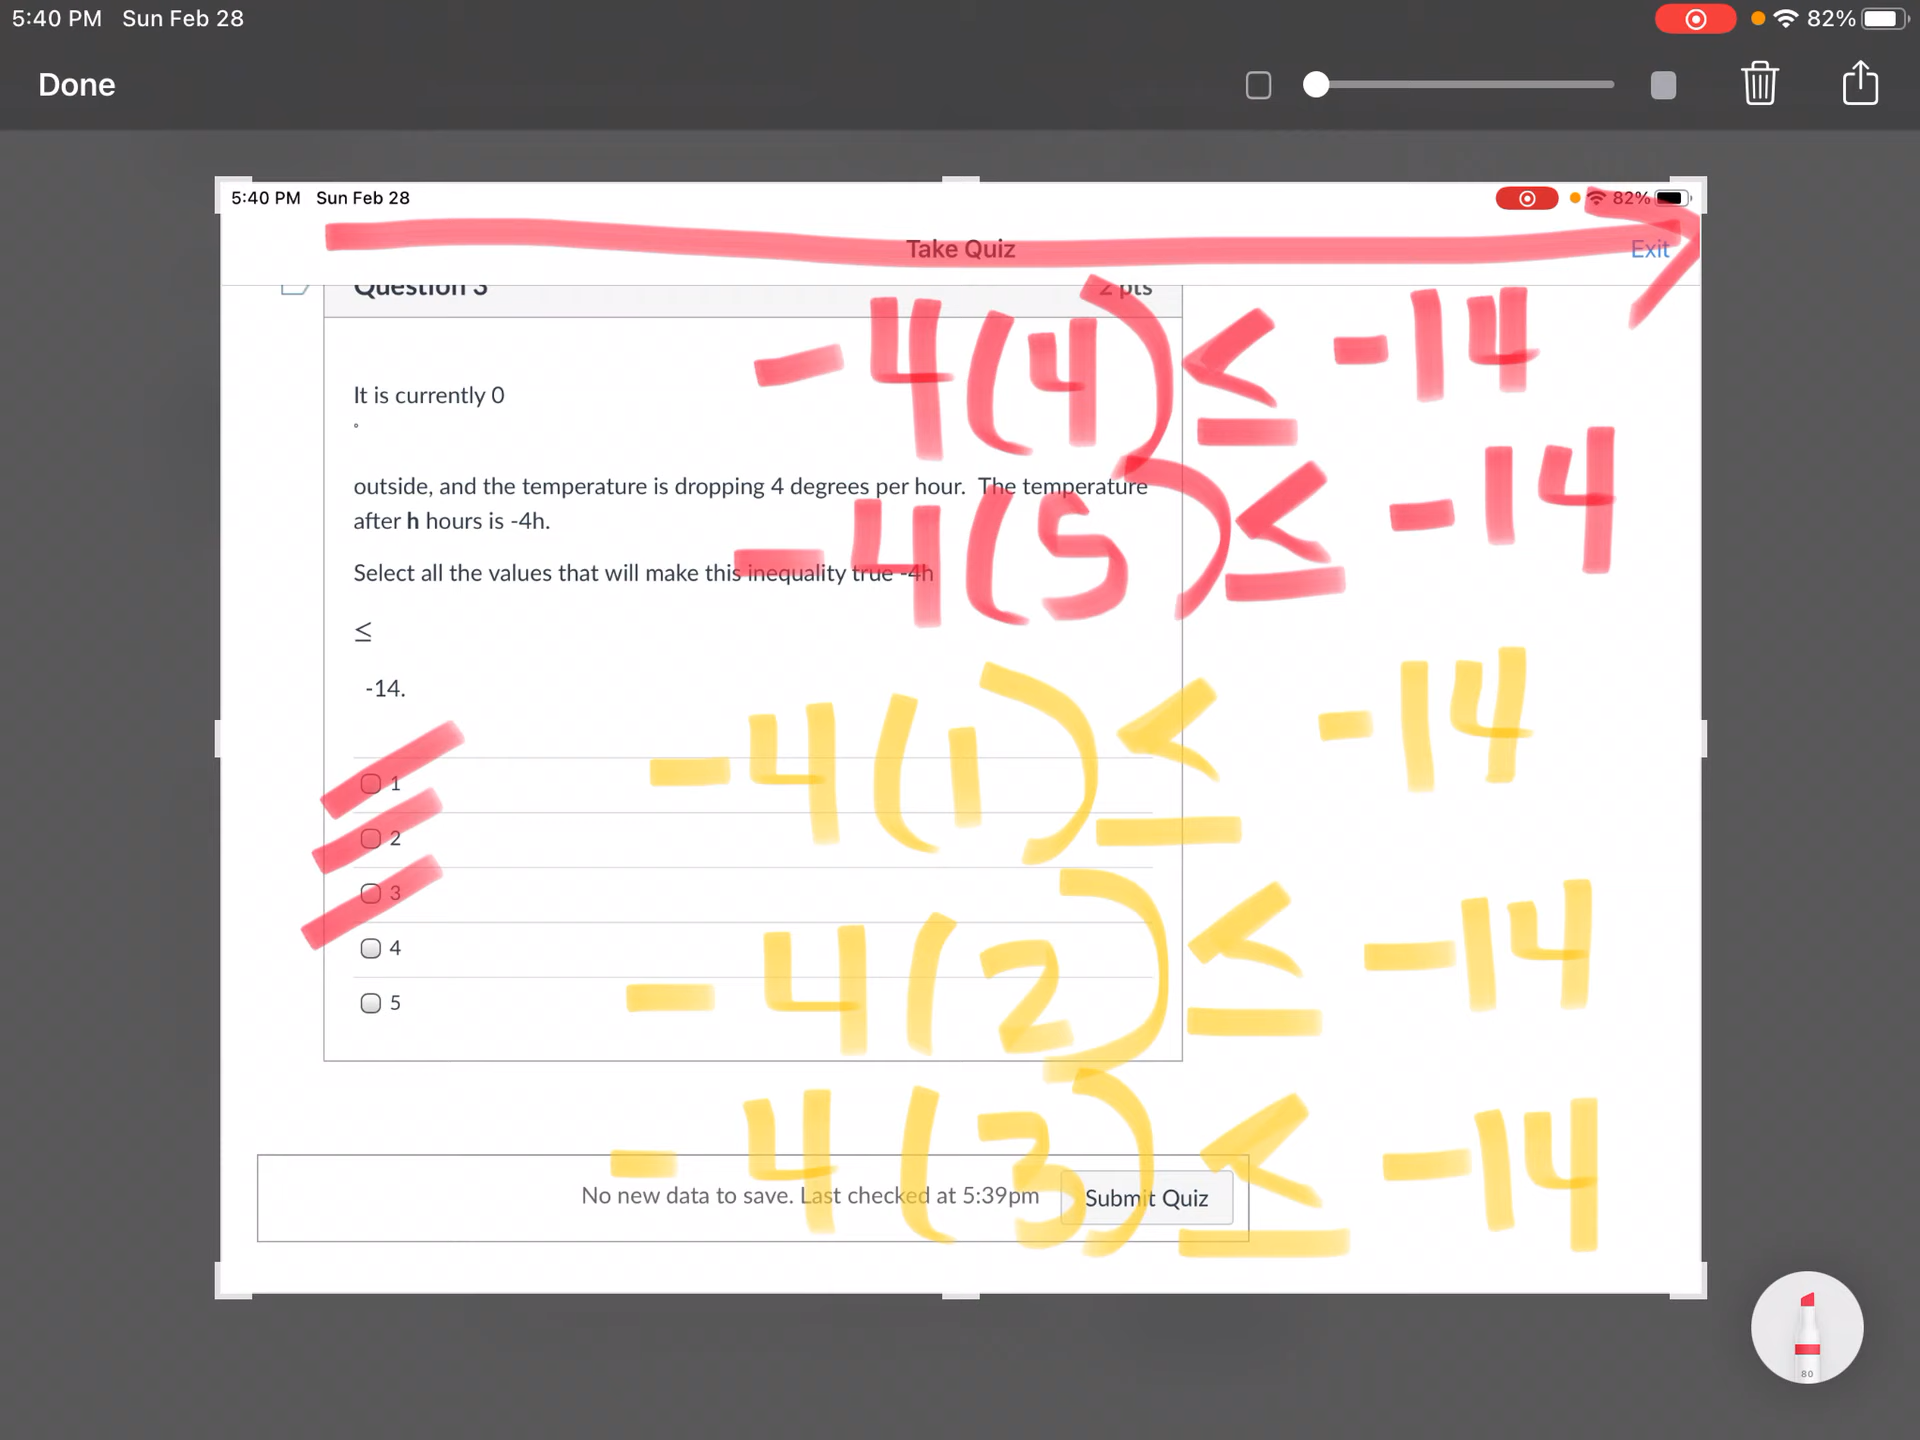 5:40 PM Sun Feb 28 82%
Done
5:40 PM Sun Feb 28 82%
Take Quiz Exit
Question 3 2 pts
-4(4) ≤ -14
It is currently 0
°
outside, and the temperature is dropping 4 degrees per hour. The temperature
after h hours is -4h.
-4(5) ≤ -14
Select all the values that will make this inequality true -4h
≤
-14.
-4(1) ≤ -14
1
2
3
-4(2) ≤ -14
4
5
-4(3) ≤ -14
No new data to save. Last checked at 5:39pm Submit Quiz
80